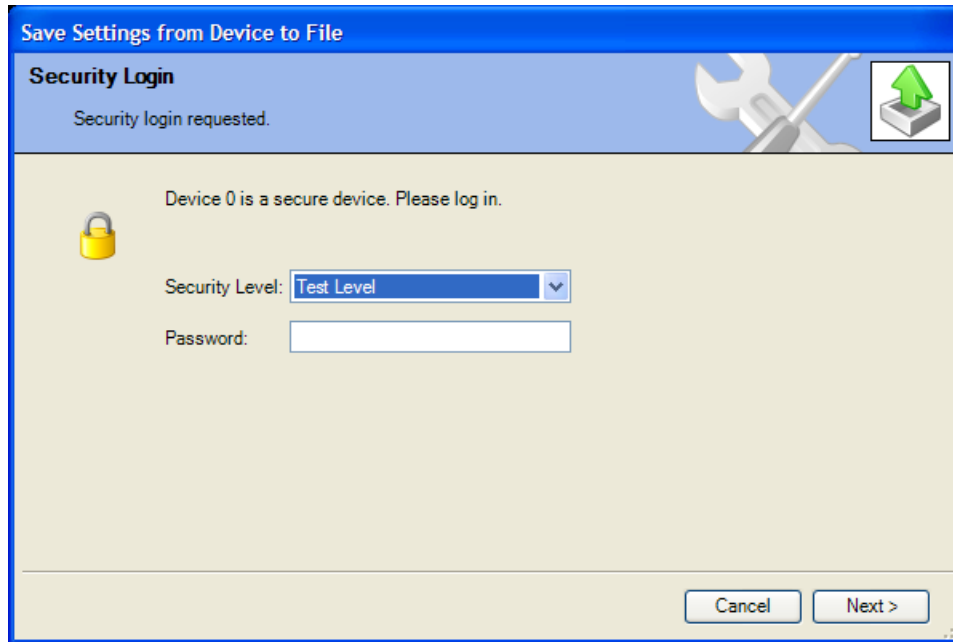 Save Settings from Device to File
Security Login
Security login requested.
Device 0 is a secure device. Please log in.
Security Level: Test Level
Password:
Cancel Next >